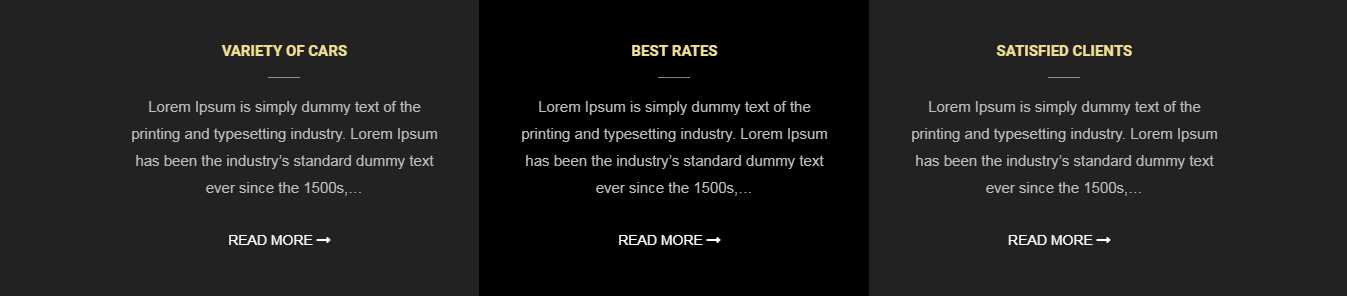 VARIETY OF CARS
Lorem Ipsum is simply dummy text of the
printing and typesetting industry. Lorem Ipsum
has been the industry’s standard dummy text
ever since the 1500s,…
READ MORE →
BEST RATES
Lorem Ipsum is simply dummy text of the
printing and typesetting industry. Lorem Ipsum
has been the industry’s standard dummy text
ever since the 1500s,…
READ MORE →
SATISFIED CLIENTS
Lorem Ipsum is simply dummy text of the
printing and typesetting industry. Lorem Ipsum
has been the industry’s standard dummy text
ever since the 1500s,…
READ MORE →